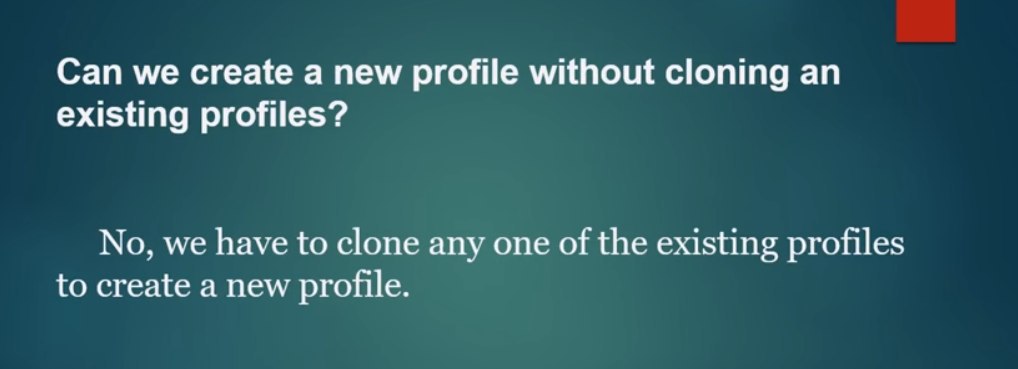 Can we create a new profile without cloning an
existing profiles?
No, we have to clone any one of the existing profiles
to create a new profile.